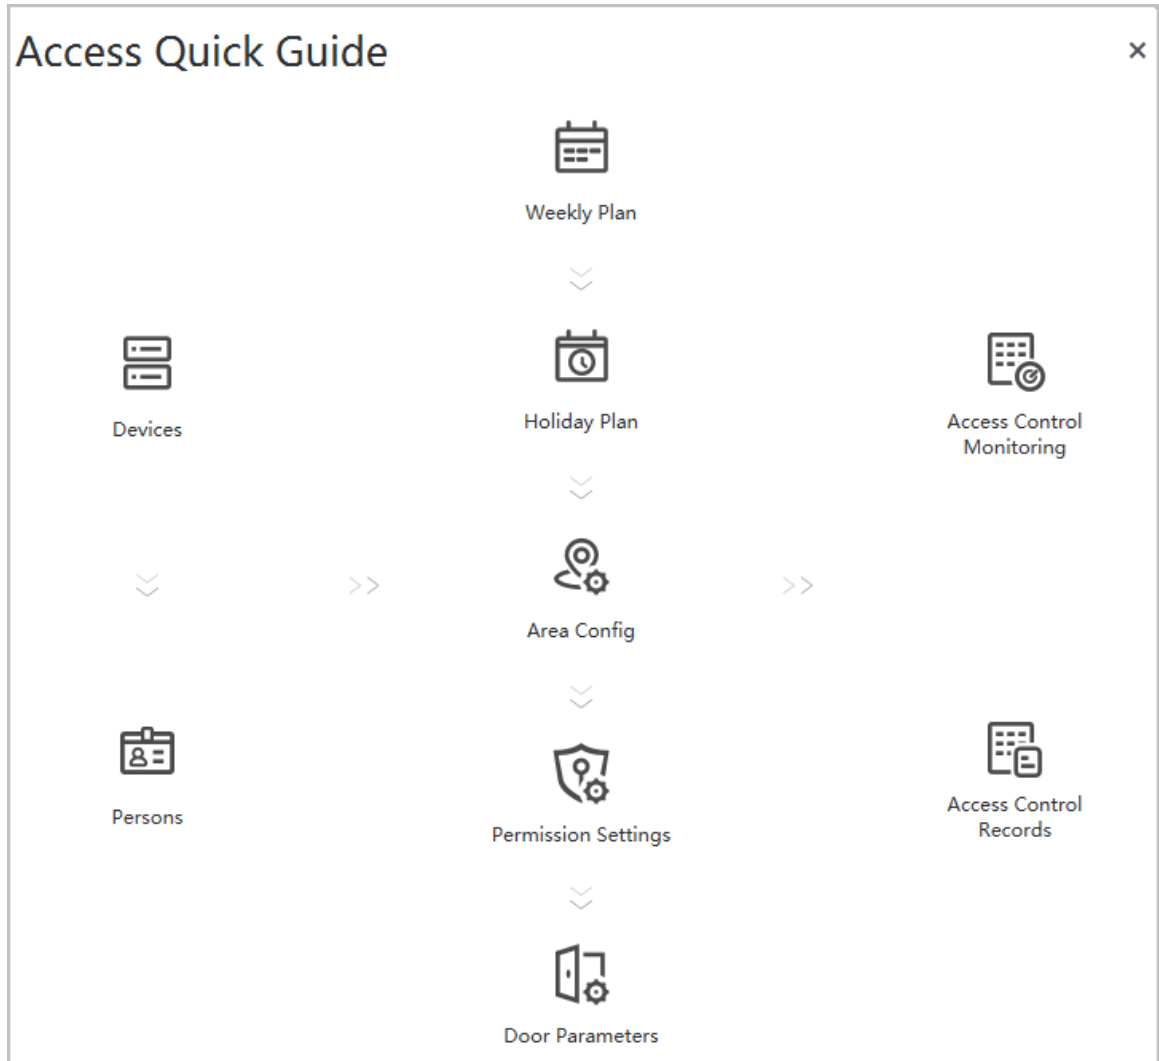 Access Quick Guide
Weekly Plan
Devices
Holiday Plan
Access Control
Monitoring
Area Config
Persons
Permission Settings
Access Control
Records
Door Parameters